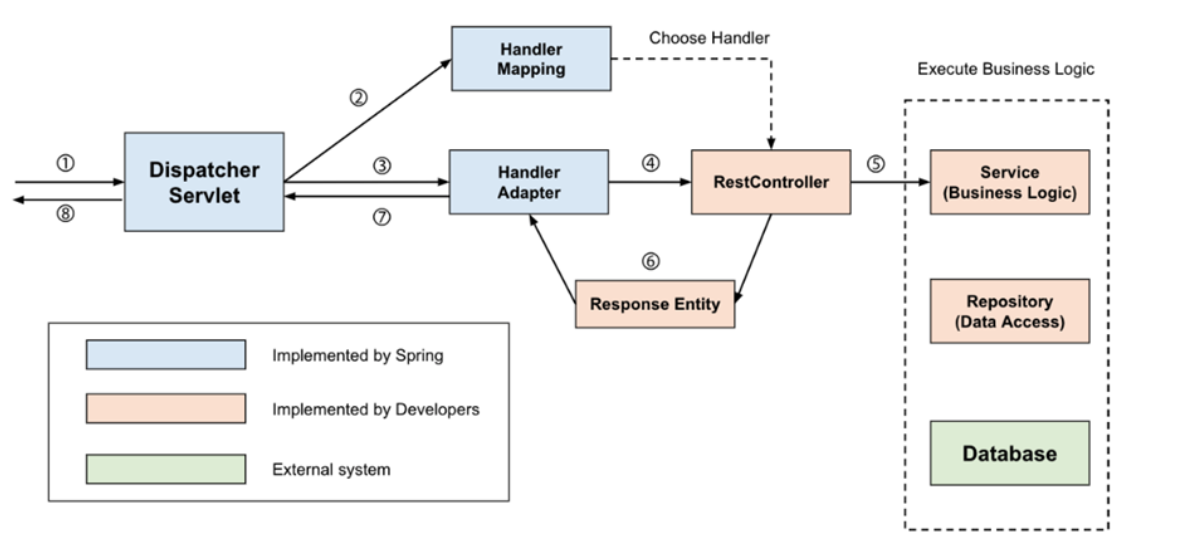 Handler
Mapping
Choose Handler
Execute Business Logic
②
①
Dispatcher
Servlet
③
Handler
Adapter
④
RestController
⑤
Service
(Business Logic)
⑧
⑦
⑥
Response Entity
Repository
(Data Access)
Implemented by Spring
Implemented by Developers
Database
External system